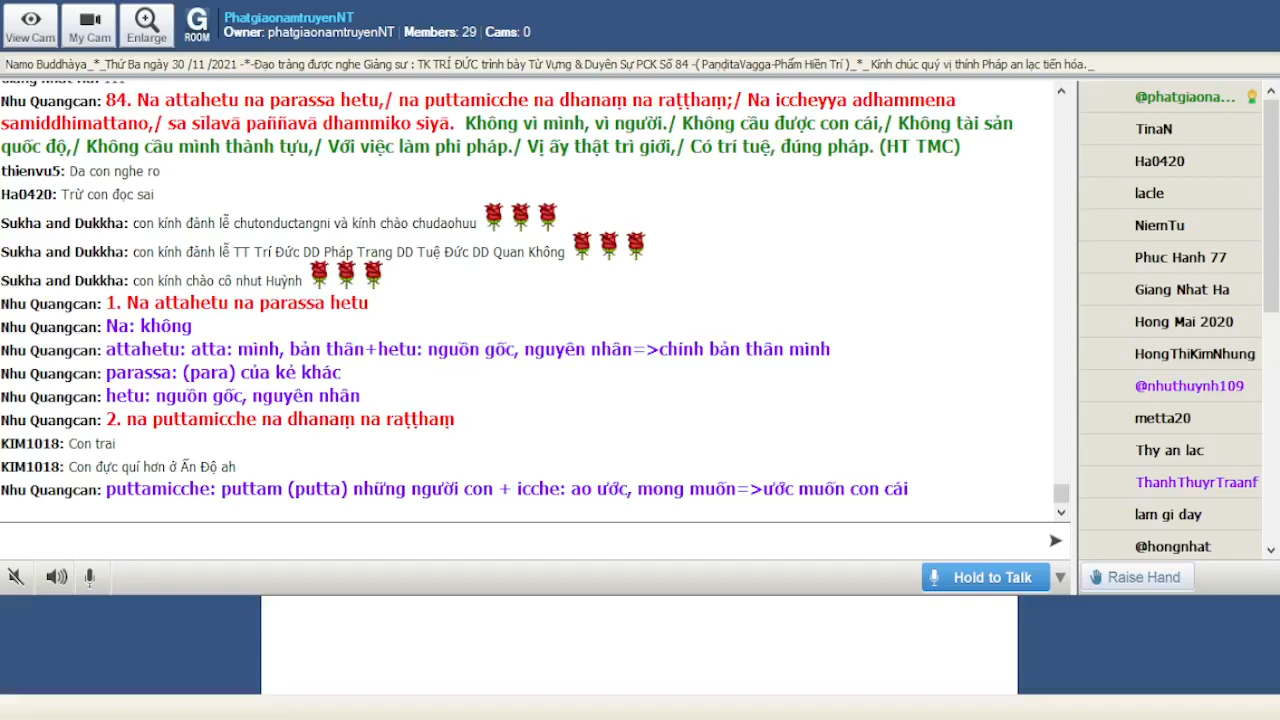 View Cam
My Cam
Enlarge
G
ROOM
PhatgiaonamtruyenNT
Owner: phatgiaonamtruyenNT | Members: 29 | Cams: 0
Namo Buddhàya_*_Thứ Ba ngày 30 /11 /2021 -*-Đạo tràng được nghe Giảng sư : TK TRÍ ĐỨC trình bày Từ Vựng & Duyên Sự PCK Số 84 -( PaṇḍitaVagga-Phẩm Hiền Trí )_*_ Kính chúc quý vị thính Pháp an lạc tiến hóa._
Nhu Quangcan: 84. Na attahetu na parassa hetu,/ na puttamicche na dhanaṃ na raṭṭhaṃ;/ Na iccheyya adhammena
samiddhimattano,/ sa sīlavā paññavā dhammiko siyā. Không vì mình, vì người./ Không cầu được con cái,/ Không tài sản
quốc độ,/ Không cầu mình thành tựu,/ Với việc làm phi pháp./ Vị ấy thật trì giới,/ Có trí tuệ, đúng pháp. (HT TMC)
thienvu5: Da con nghe ro
Ha0420: Trừ con đọc sai
Sukha and Dukkha: con kính đảnh lễ chutonductangni và kính chào chudaohuu
Sukha and Dukkha: con kính đảnh lễ TT Trí Đức DĐ Pháp Trang DD Tuệ Đức DD Quan Không
Sukha and Dukkha: con kính chào cô nhut Huỳnh
Nhu Quangcan: 1. Na attahetu na parassa hetu
Nhu Quangcan: Na: không
Nhu Quangcan: attahetu: atta: mình, bản thân+hetu: nguồn gốc, nguyên nhân=>chính bản thân mình
Nhu Quangcan: parassa: (para) của kẻ khác
Nhu Quangcan: hetu: nguồn gốc, nguyên nhân
Nhu Quangcan: 2. na puttamicche na dhanaṃ na raṭṭhaṃ
KIM1018: Con trai
KIM1018: Con đực quí hơn ở Ấn Độ ah
Nhu Quangcan: puttamicche: puttam (putta) những người con + icche: ao ước, mong muốn=>ước muốn con cái
@phatgiaona...
TinaN
Ha0420
lacle
NiemTu
Phuc Hanh 77
Giang Nhat Ha
Hong Mai 2020
HongThiKimNhung
@nhuthuynh109
metta20
Thy an lac
ThanhThuyrTraanf
lam gi day
@hongnhat
Hold to Talk
Raise Hand